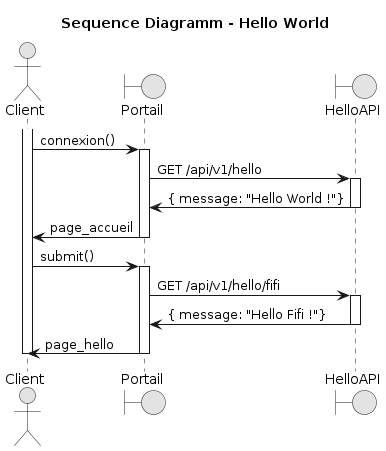 Sequence Diagramm - Hello World
Client Portail HelloAPI
connexion()
GET /api/v1/hello
{ message: "Hello World !"}
page_accueil
submit()
GET /api/v1/hello/fifi
{ message: "Hello Fifi !"}
page_hello
Client Portail HelloAPI